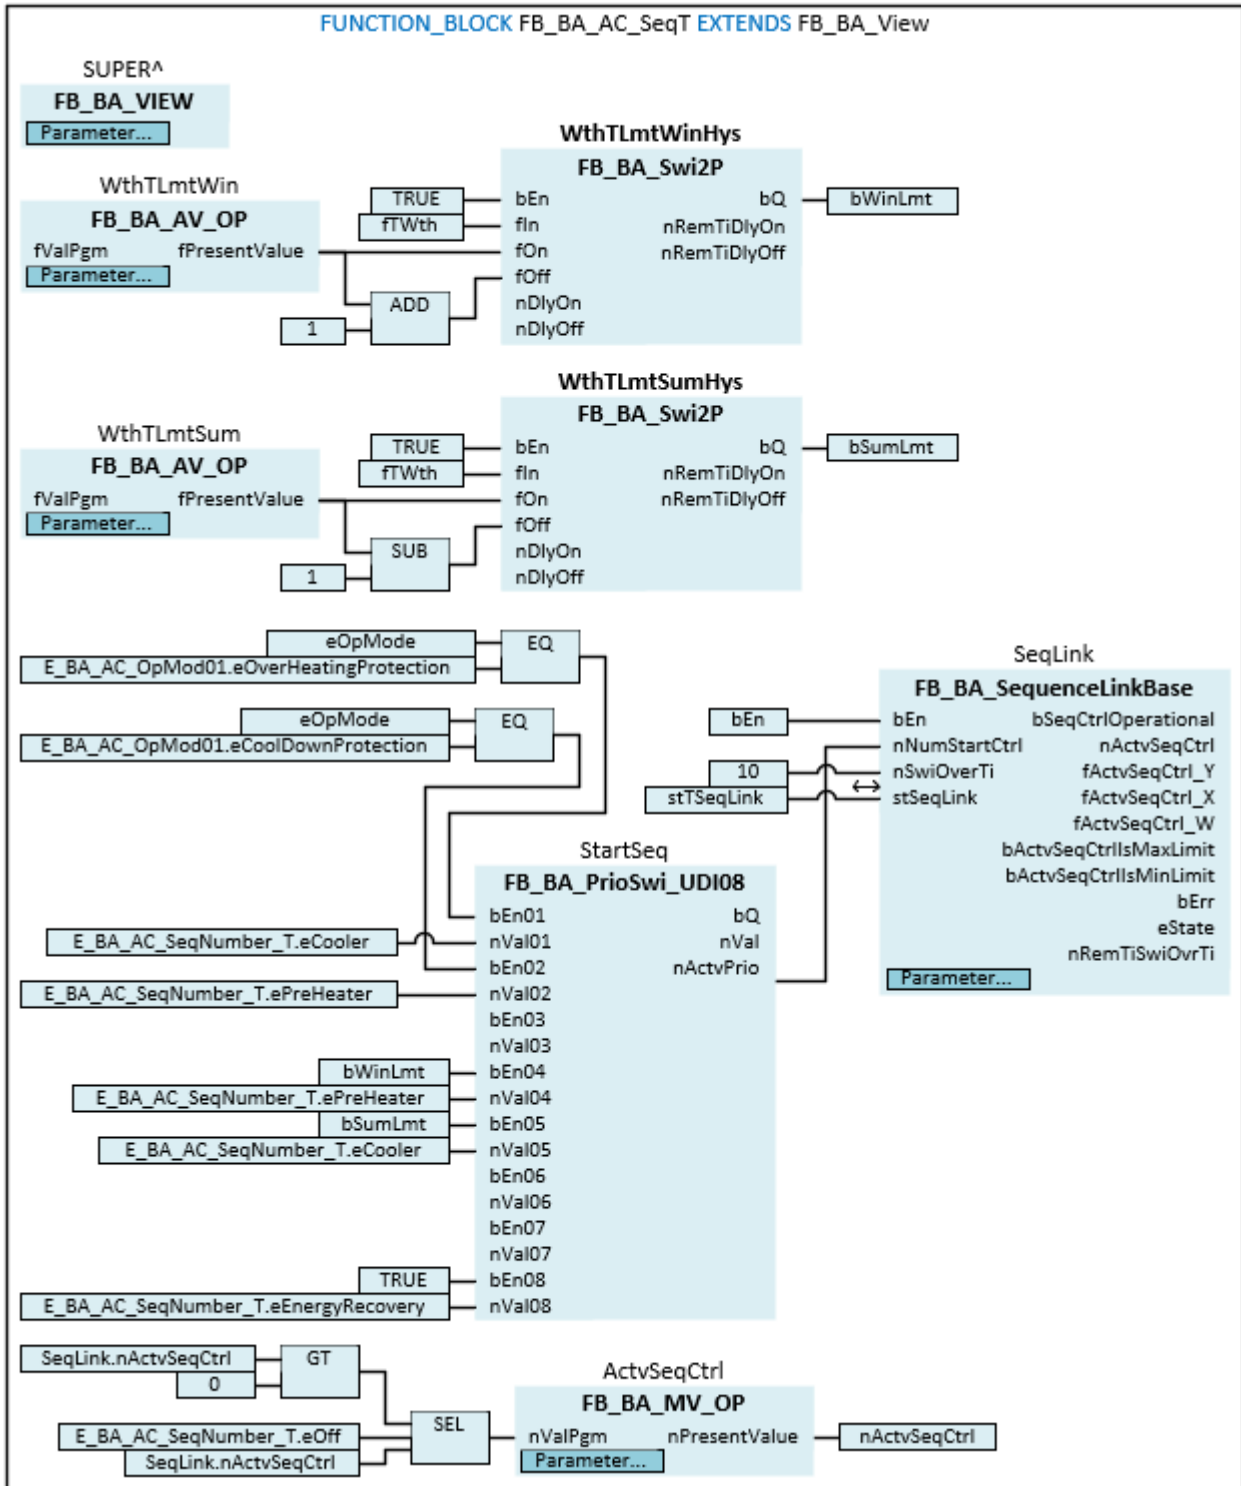 FUNCTION_BLOCK FB_BA_AC_SeqT EXTENDS FB_BA_View
SUPER^
FB_BA_VIEW
Parameter...
WthTLmtWin
FB_BA_AV_OP
fValPgm fPresentValue
Parameter...
1
ADD
TRUE
fTWth
WthTLmtWinHys
FB_BA_Swi2P
bEn bQ
fIn nRemTiDlyOn
fOn nRemTiDlyOff
fOff
nDlyOn
nDlyOff
bWinLmt
WthTLmtSum
FB_BA_AV_OP
fValPgm fPresentValue
Parameter...
1
SUB
TRUE
fTWth
WthTLmtSumHys
FB_BA_Swi2P
bEn bQ
fIn nRemTiDlyOn
fOn nRemTiDlyOff
fOff
nDlyOn
nDlyOff
bSumLmt
eOpMode
E_BA_AC_OpMod01.eOverHeatingProtection
EQ
eOpMode
E_BA_AC_OpMod01.eCoolDownProtection
EQ
bEn
10
stTSeqLink
SeqLink
FB_BA_SequenceLinkBase
bEn bSeqCtrlOperational
nNumStartCtrl nActvSeqCtrl
nSwiOverTi fActvSeqCtrl_Y
stSeqLink fActvSeqCtrl_X
fActvSeqCtrl_W
bActvSeqCtrlIsMaxLimit
bActvSeqCtrlIsMinLimit
bErr
eState
nRemTiSwiOvrTi
Parameter...
E_BA_AC_SeqNumber_T.eCooler
E_BA_AC_SeqNumber_T.ePreHeater
bWinLmt
E_BA_AC_SeqNumber_T.ePreHeater
bSumLmt
E_BA_AC_SeqNumber_T.eCooler
TRUE
E_BA_AC_SeqNumber_T.eEnergyRecovery
StartSeq
FB_BA_PrioSwi_UDI08
bEn01 bQ
nVal01 nVal
bEn02 nActvPrio
nVal02
bEn03
nVal03
bEn04
nVal04
bEn05
nVal05
bEn06
nVal06
bEn07
nVal07
bEn08
nVal08
SeqLink.nActvSeqCtrl
0
GT
E_BA_AC_SeqNumber_T.eOff
SeqLink.nActvSeqCtrl
SEL
ActvSeqCtrl
FB_BA_MV_OP
nValPgm nPresentValue
Parameter...
nActvSeqCtrl